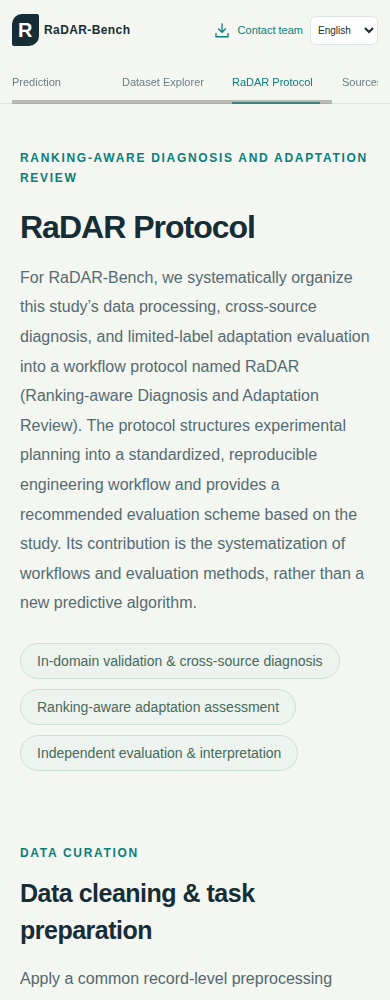 R RaDAR-Bench Contact team English
Prediction Dataset Explorer RaDAR Protocol Sources
RANKING-AWARE DIAGNOSIS AND ADAPTATION
REVIEW
RaDAR Protocol
For RaDAR-Bench, we systematically organize
this study’s data processing, cross-source
diagnosis, and limited-label adaptation evaluation
into a workflow protocol named RaDAR
(Ranking-aware Diagnosis and Adaptation
Review). The protocol structures experimental
planning into a standardized, reproducible
engineering workflow and provides a
recommended evaluation scheme based on the
study. Its contribution is the systematization of
workflows and evaluation methods, rather than a
new predictive algorithm.
In-domain validation & cross-source diagnosis
Ranking-aware adaptation assessment
Independent evaluation & interpretation
DATA CURATION
Data cleaning & task
preparation
Apply a common record-level preprocessing